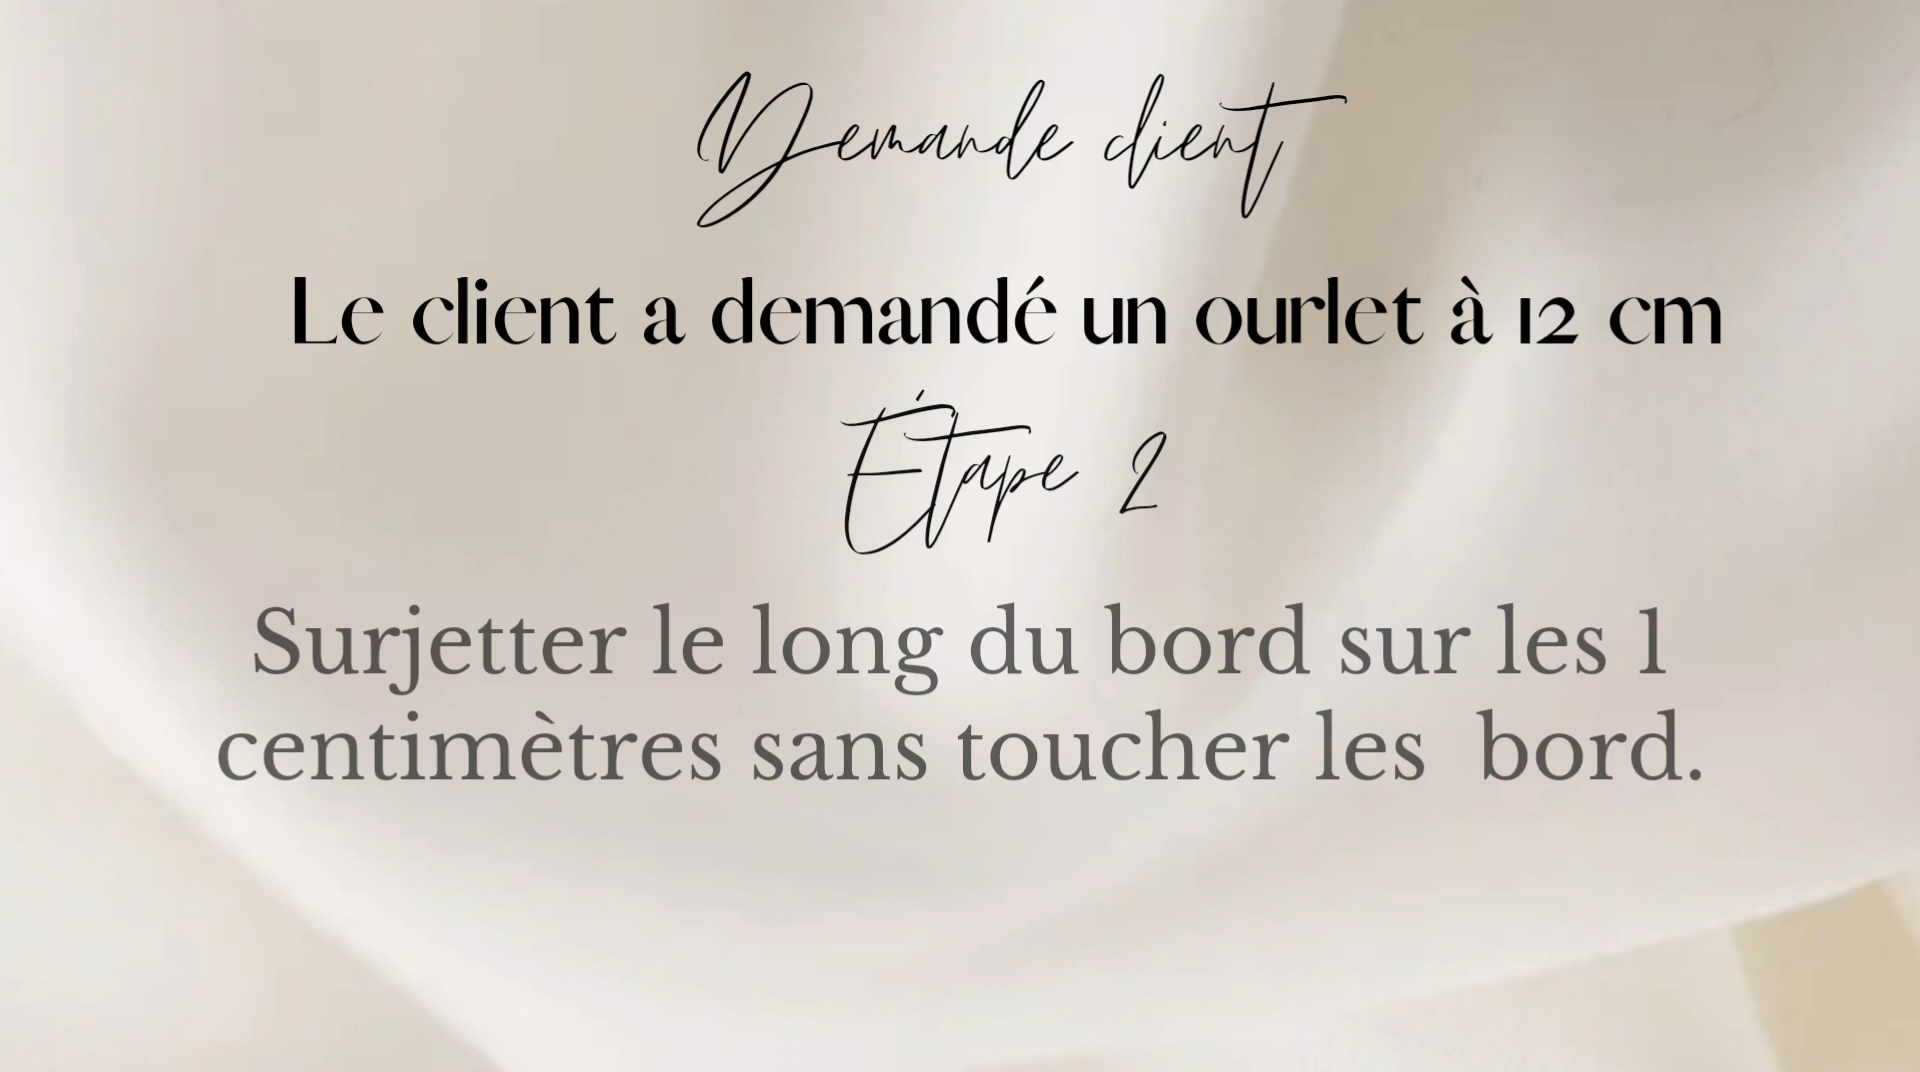 Demande client
Le client a demandé un ourlet à 12 cm
Étape 2
Surjetter le long du bord sur les 1
centimètres sans toucher les  bord.